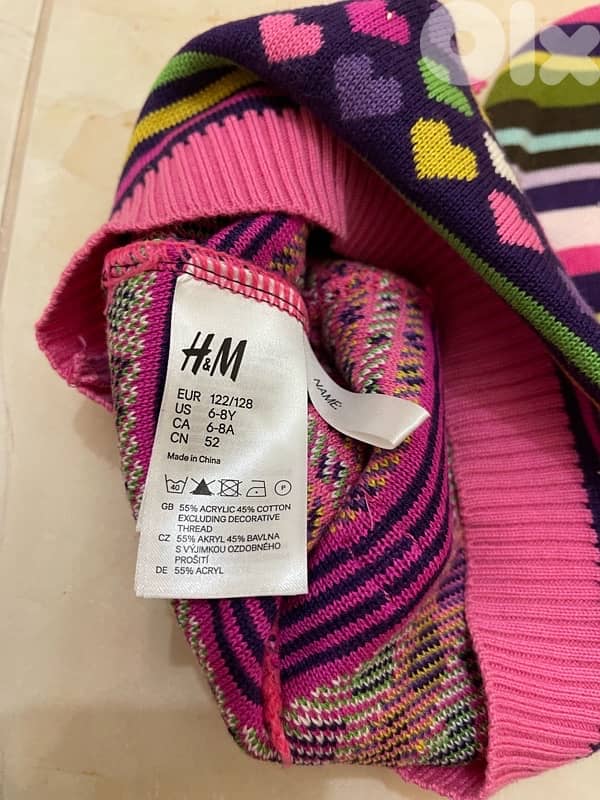 olx
H&M
EUR 122/128
US 6-8Y
CA 6-8A
CN 52
Made in China
40 P
GB 55% ACRYLIC 45% COTTON
EXCLUDING DECORATIVE
THREAD
CZ 55% AKRYL 45% BAVLNA
S VÝJIMKOU OZDOBNÉHO
PROŠITÍ
DE 55% ACRYL
NAME: